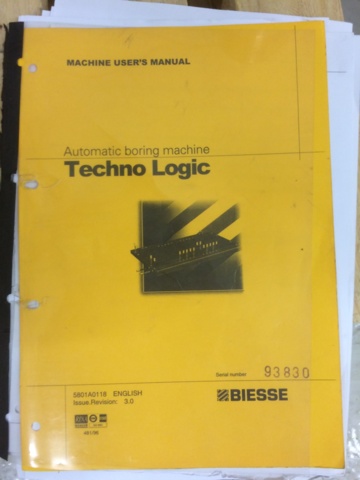 MACHINE USER'S MANUAL
Automatic boring machine
Techno Logic
Serial number 93830
5801A0118 ENGLISH
Issue.Revision: 3.0
BIESSE